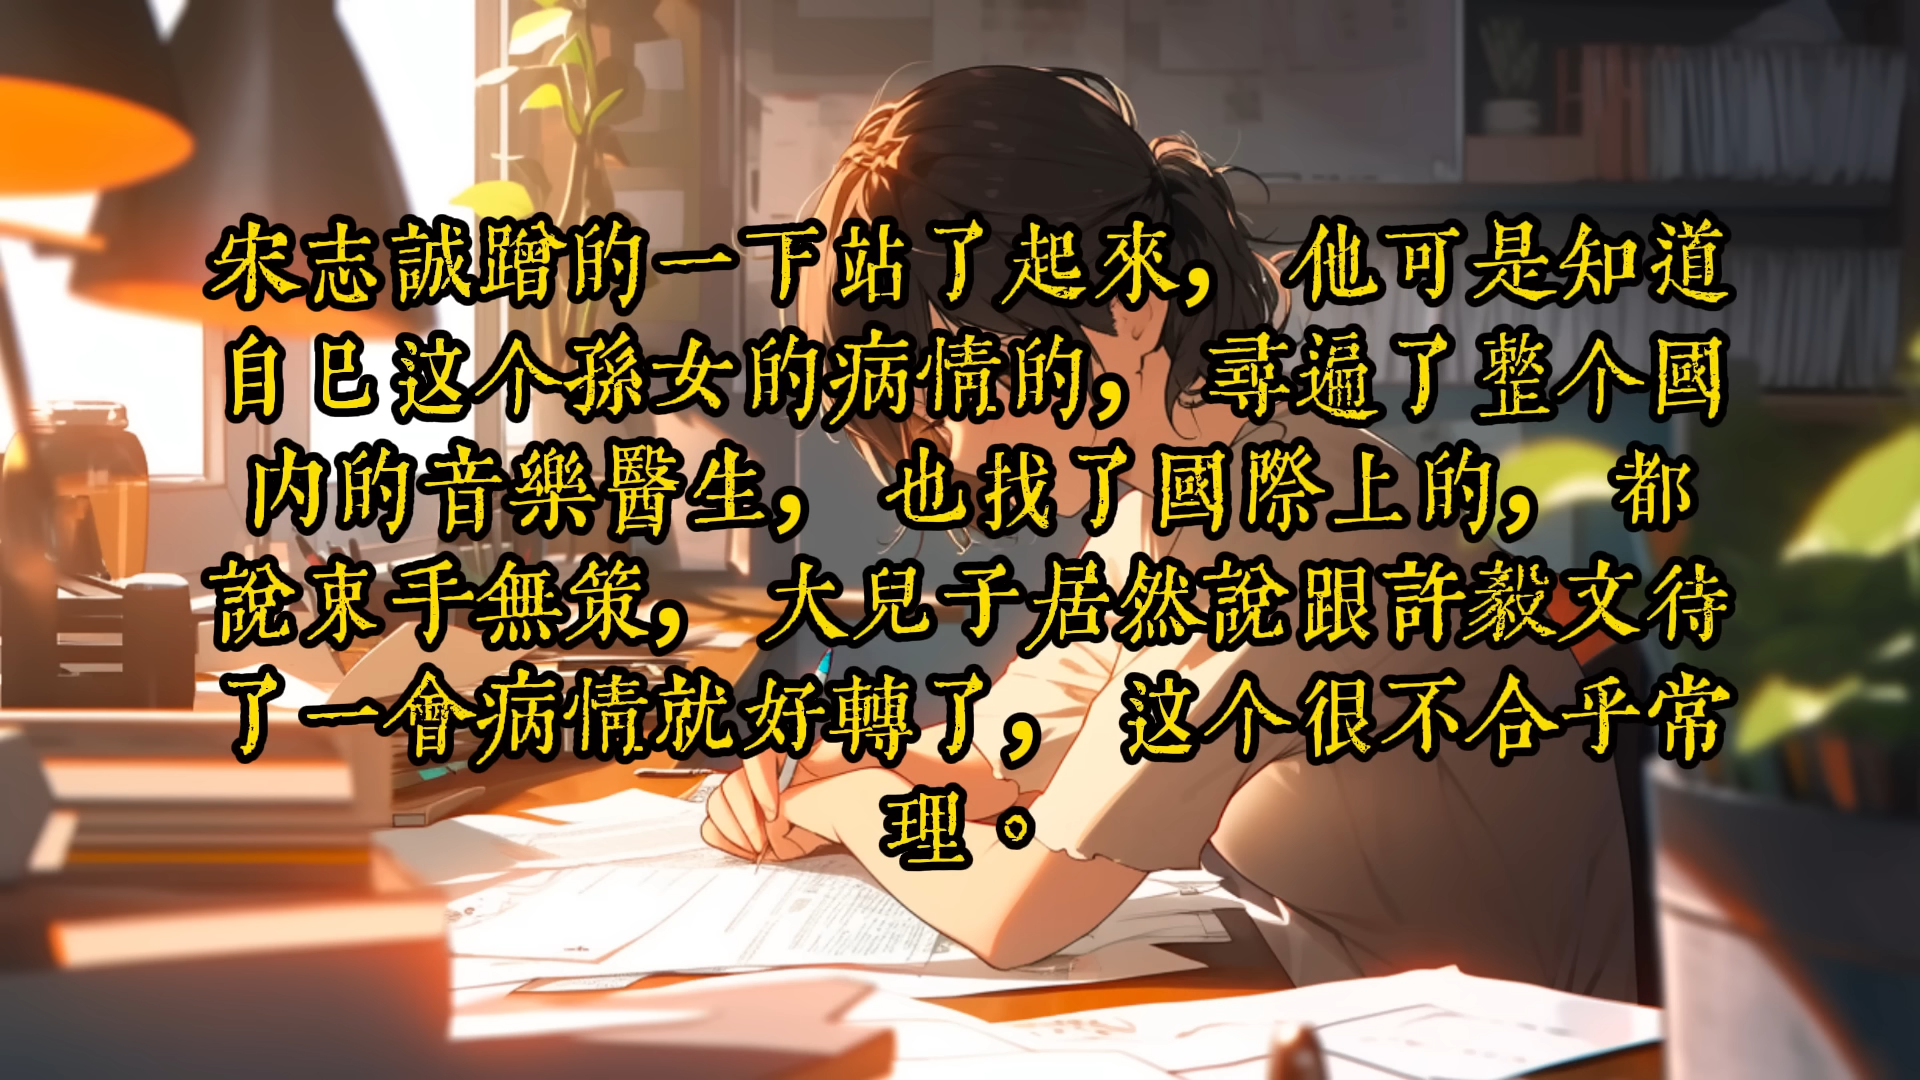 宋志誠蹭的一下站了起來，他可是知道
自已这个孫女的病情的，尋遍了整个國
内的音樂醫生，也找了國際上的，都
說束手無策，大兒子居然說跟許毅文待
了一會病情就好轉了，这个很不合乎常
理。